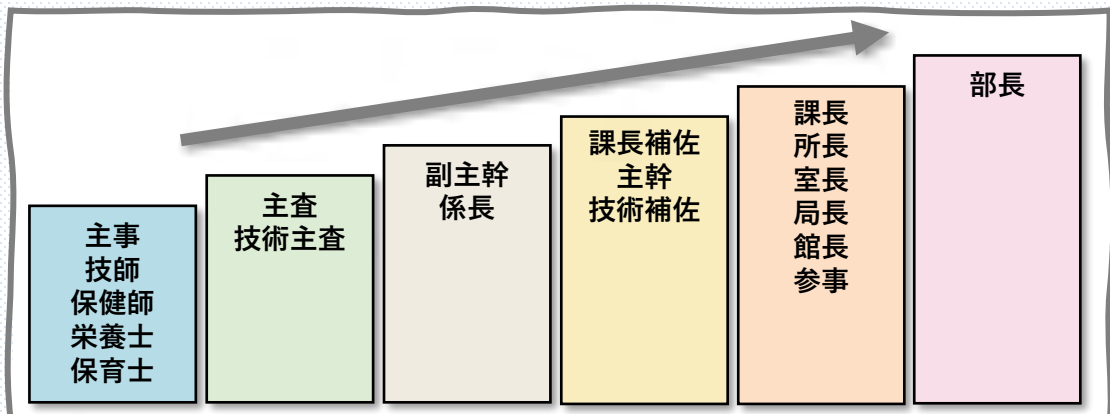 主事
技師
保健師
栄養士
保育士
主査
技術主査
副主幹
係長
課長補佐
主幹
技術補佐
課長
所長
室長
局長
館長
参事
部長